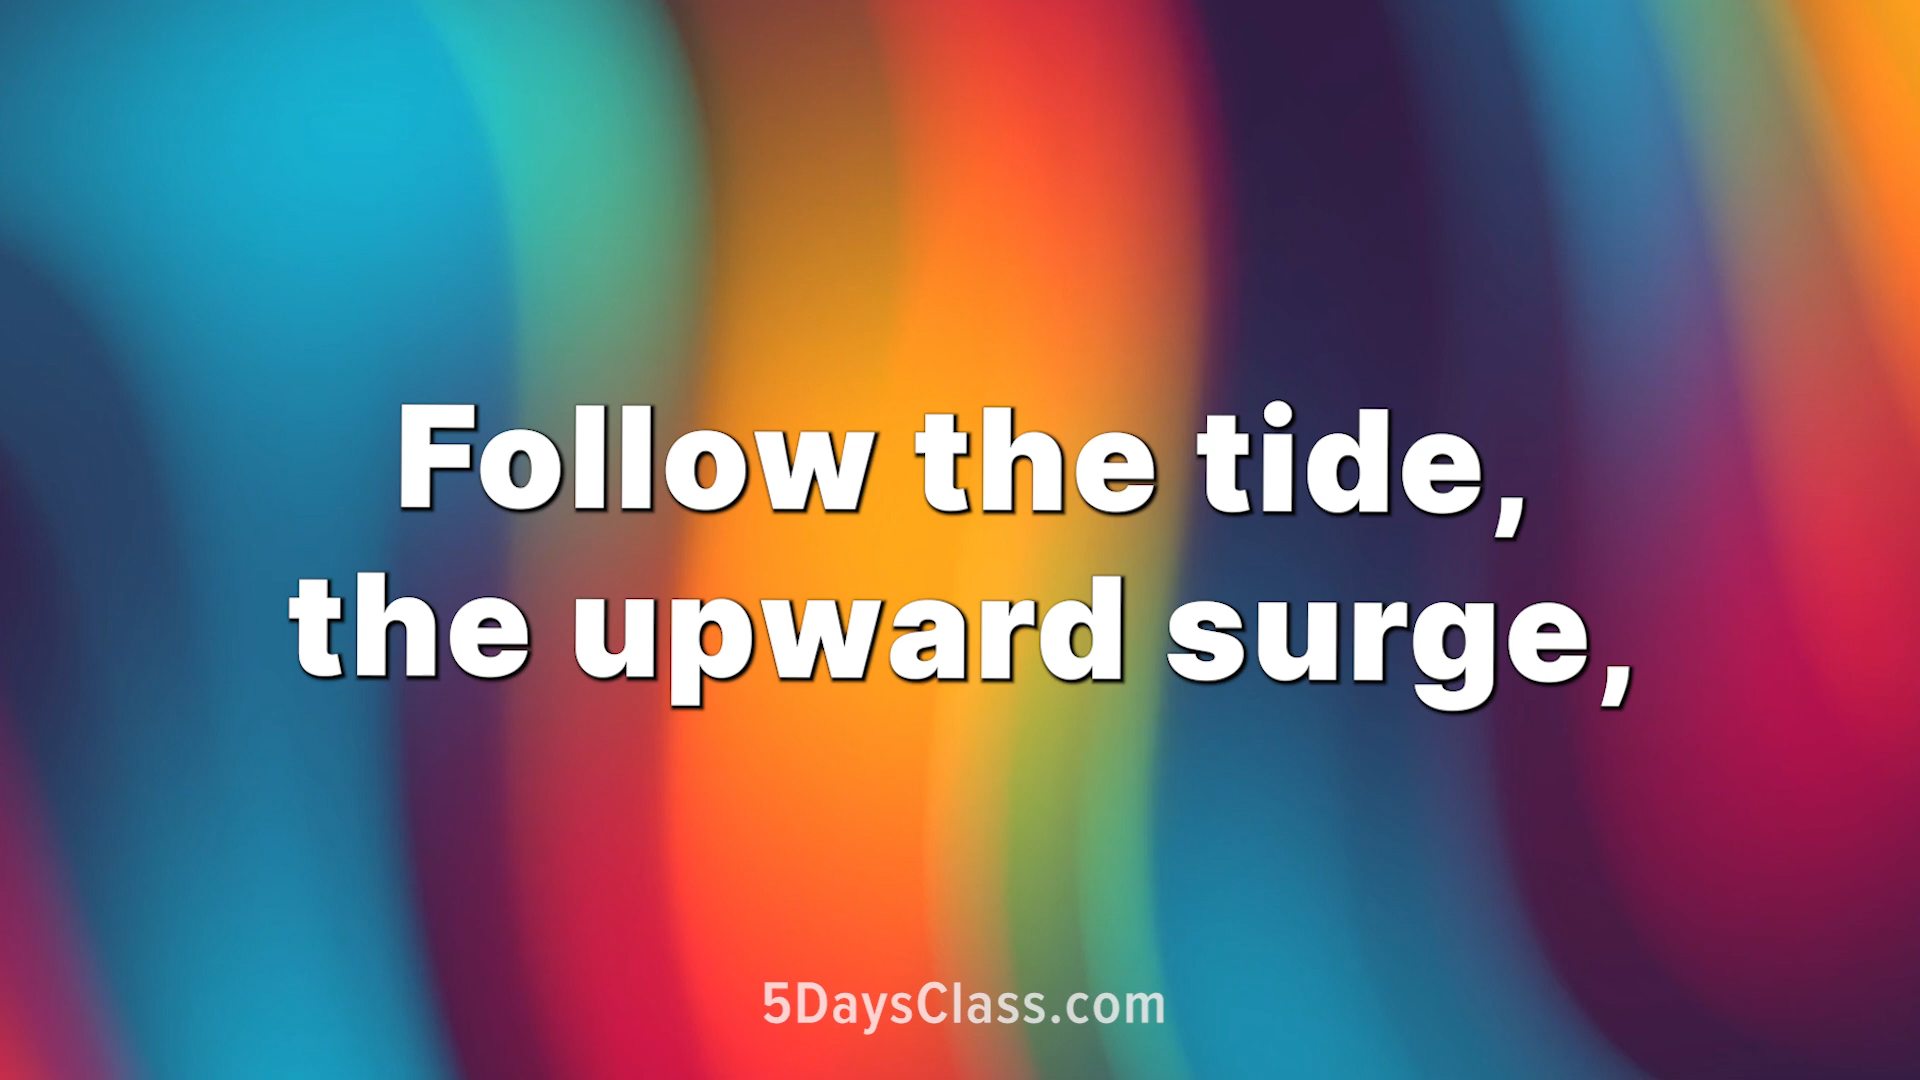 Follow the tide,
the upward surge,
5DaysClass.com